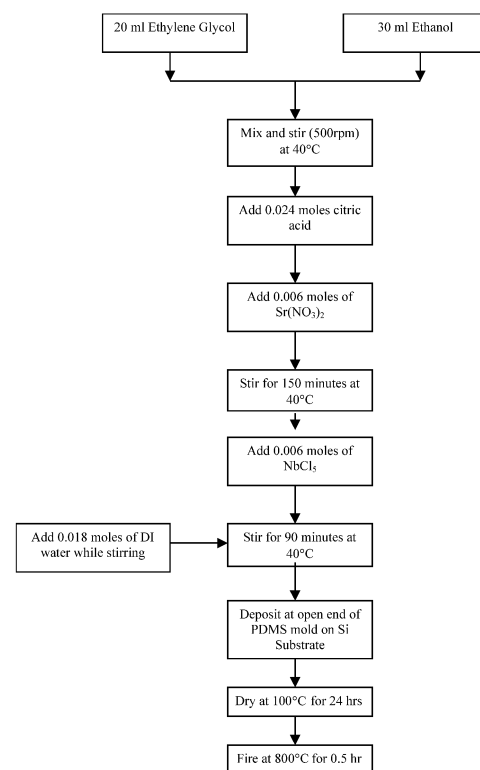 20 ml Ethylene Glycol
30 ml Ethanol
Mix and stir (500rpm)
at 40°C
Add 0.024 moles citric
acid
Add 0.006 moles of
Sr(NO₃)₂
Stir for 150 minutes at
40°C
Add 0.006 moles of
NbCl₅
Add 0.018 moles of DI
water while stirring
Stir for 90 minutes at
40°C
Deposit at open end of
PDMS mold on Si
Substrate
Dry at 100°C for 24 hrs
Fire at 800°C for 0.5 hr